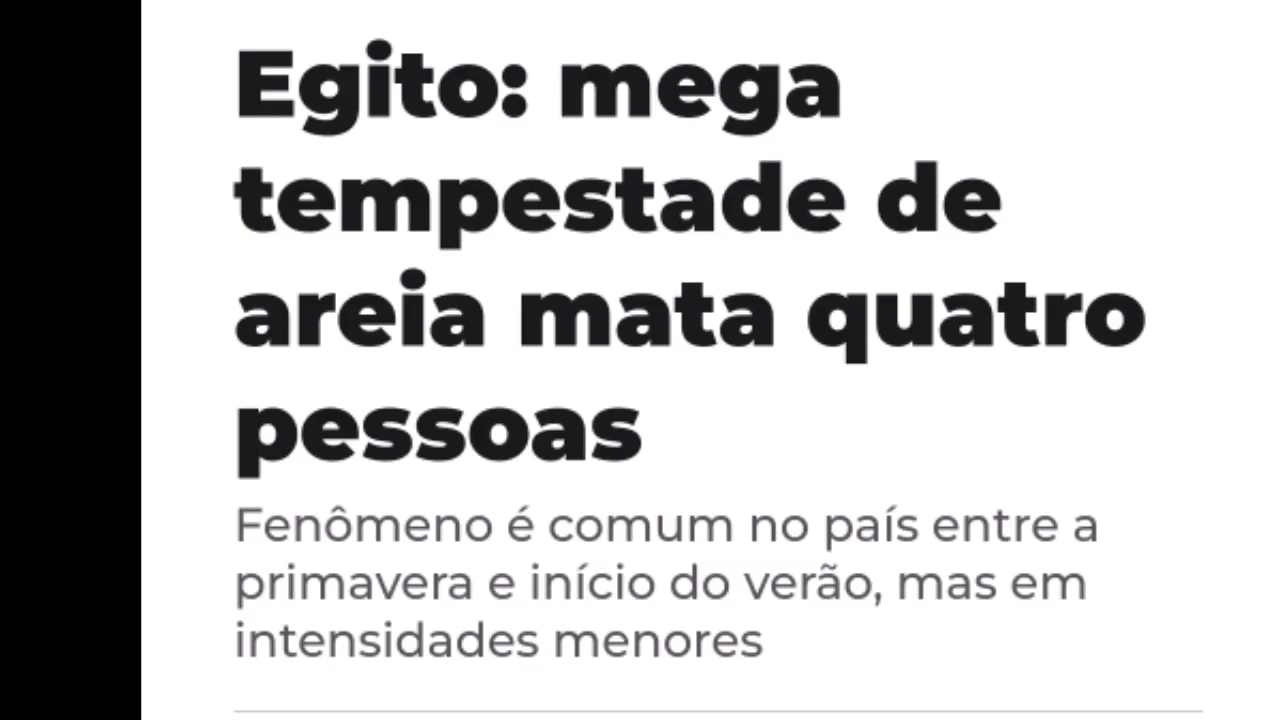 Egito: mega
tempestade de
areia mata quatro
pessoas
Fenômeno é comum no país entre a
primavera e início do verão, mas em
intensidades menores